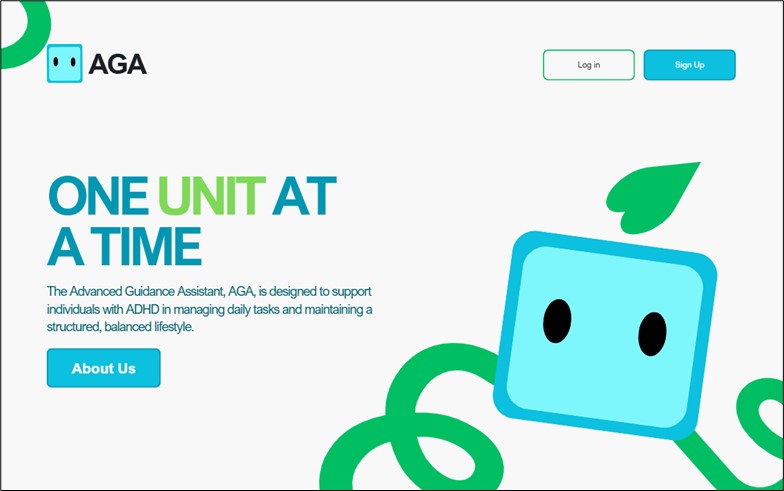 AGA
Log in
Sign Up
ONE UNIT AT
A TIME
The Advanced Guidance Assistant, AGA, is designed to support
individuals with ADHD in managing daily tasks and maintaining a
structured, balanced lifestyle.
About Us